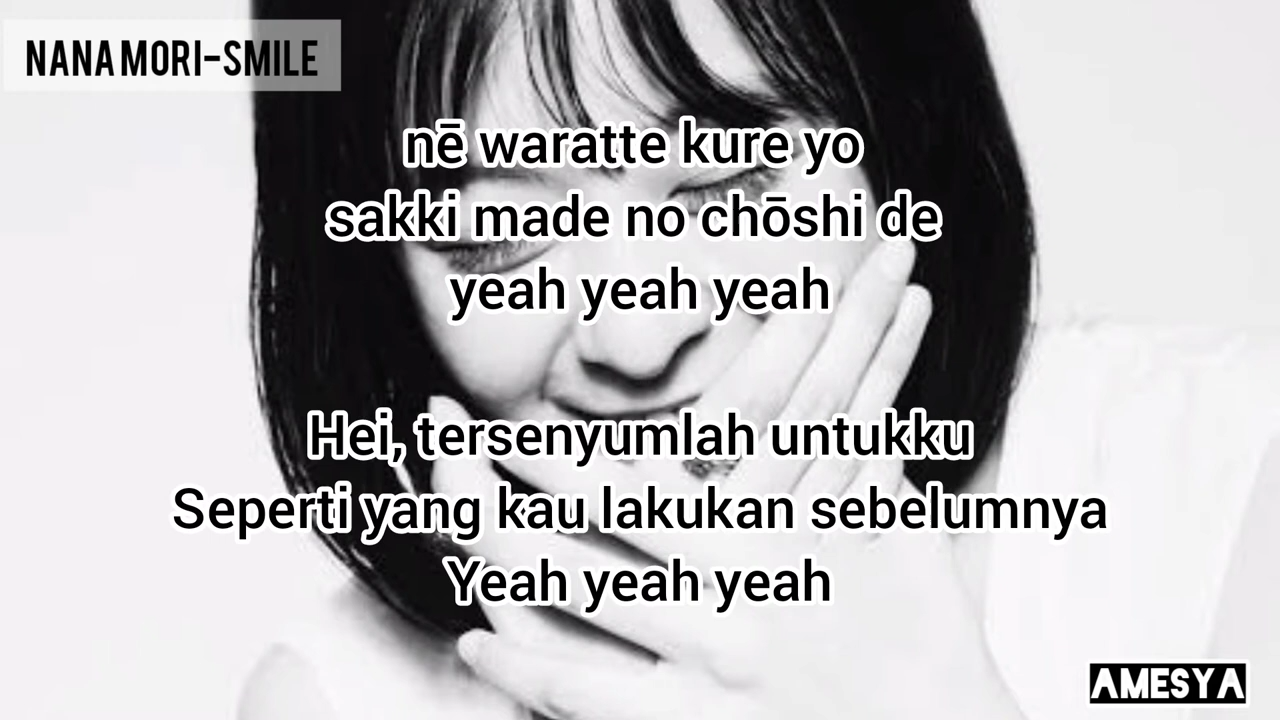 NANA MORI-SMILE
nē waratte kure yo
sakki made no chōshi de
yeah yeah yeah
Hei, tersenyumlah untukku
Seperti yang kau lakukan sebelumnya
Yeah yeah yeah
AMESYA